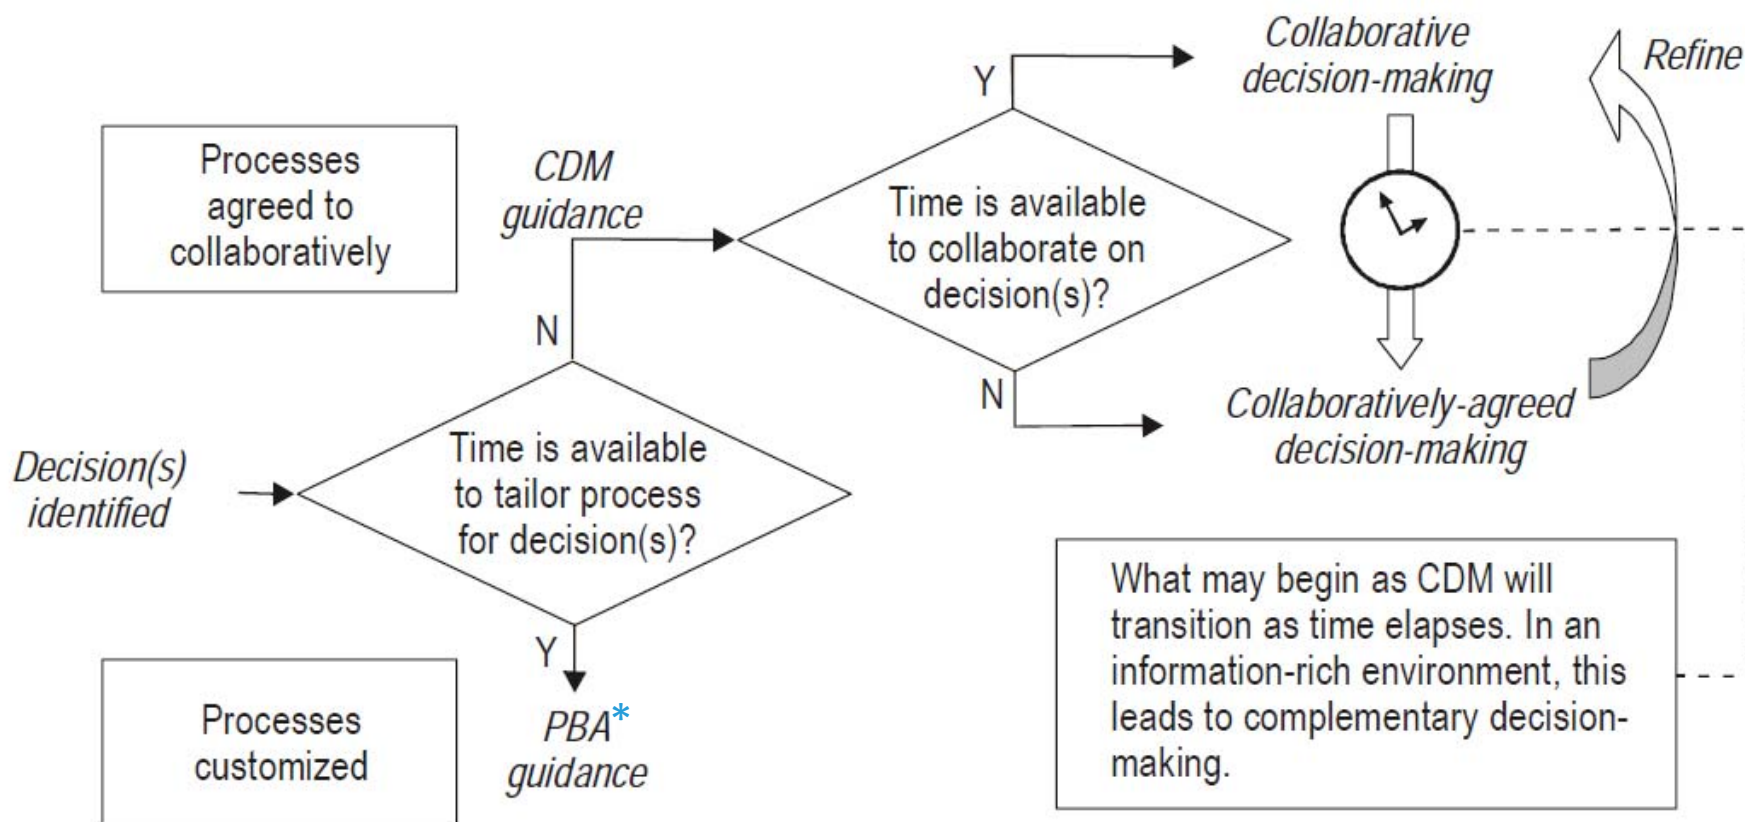 Collaborative
decision-making
Refine
Y
Processes
agreed to
collaboratively
CDM
guidance
Time is available
to collaborate on
decision(s)?
N
N
Collaboratively-agreed
decision-making
Decision(s)
identified
Time is available
to tailor process
for decision(s)?
What may begin as CDM will
transition as time elapses. In an
information-rich environment, this
leads to complementary decision-
making.
Y
Processes
customized
PBA*
guidance